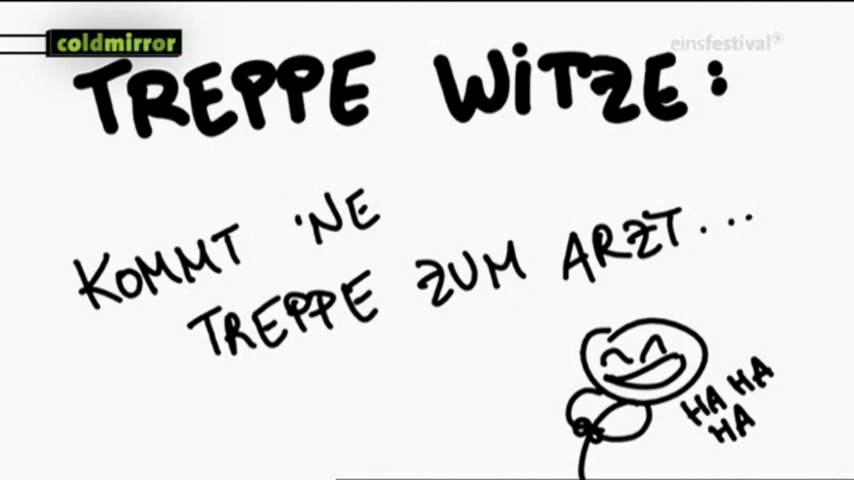 coldmirror
einsfestival
TREPPE WITZE:
KOMMT 'NE
TREPPE ZUM ARZT...
HA HA
HA